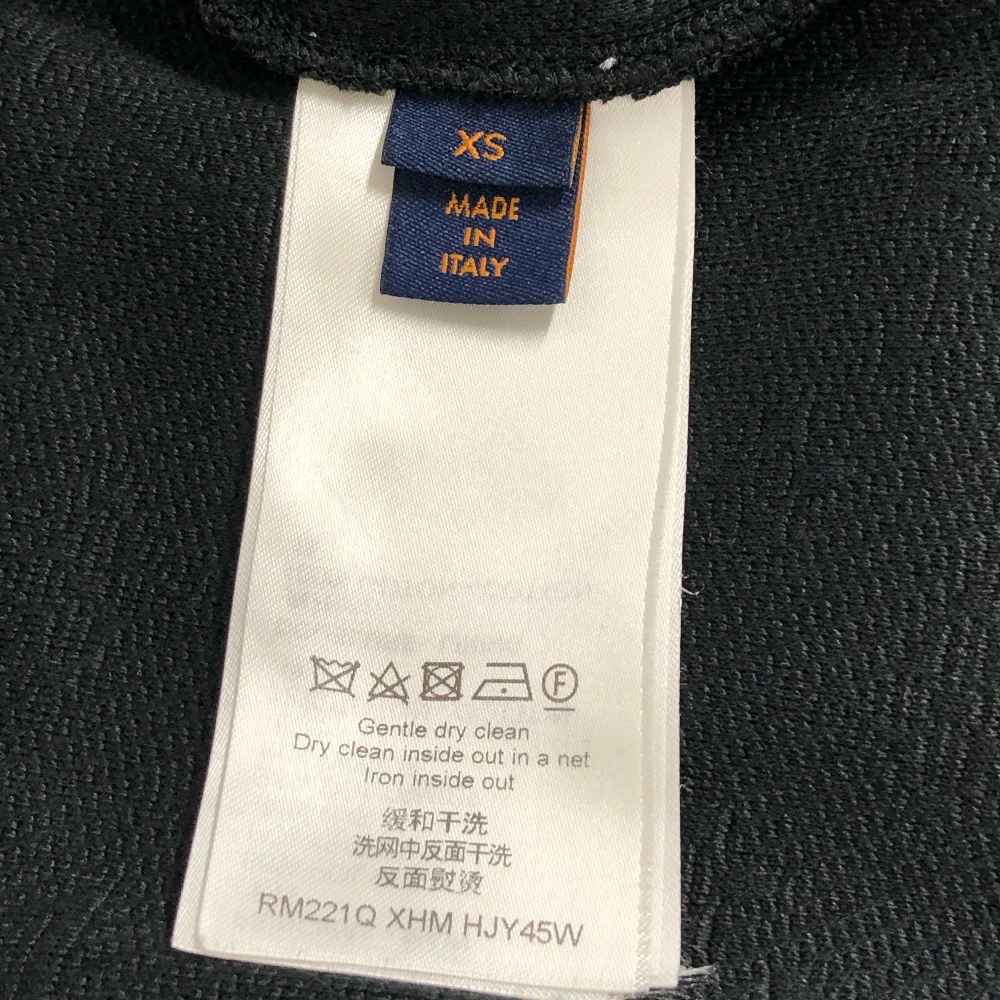 XS
MADE
IN
ITALY
F
Gentle dry clean
Dry clean inside out in a net
Iron inside out
缓和干洗
洗网中反面干洗
反面熨烫
RM221Q XHM HJY45W